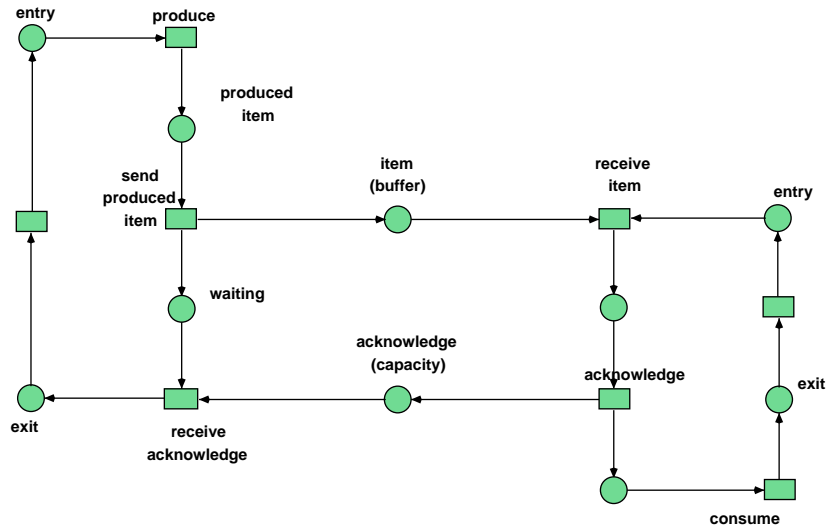 entry
produce
produced
item
send
produced
item
item
(buffer)
receive
item
entry
waiting
acknowledge
(capacity)
acknowledge
exit
exit
receive
acknowledge
consume